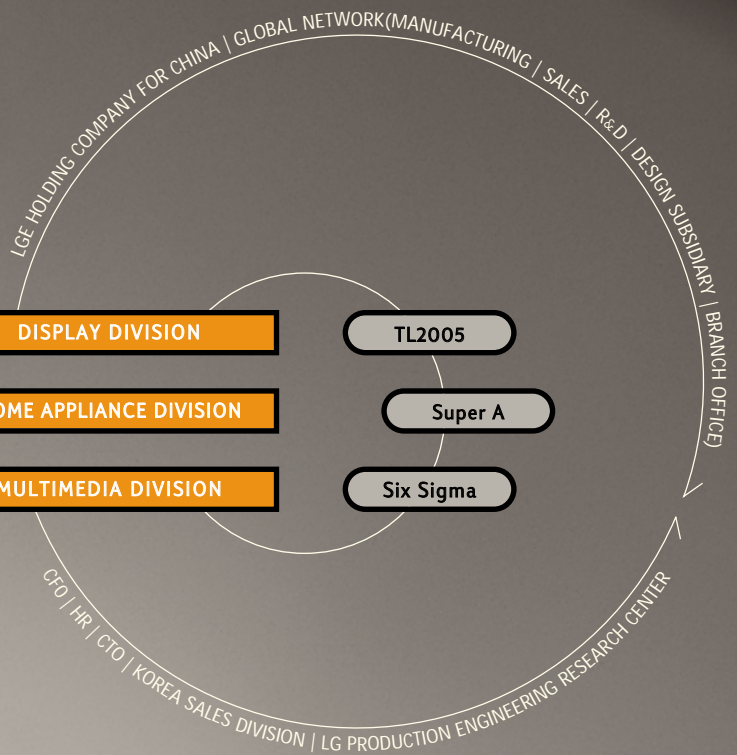 LGE HOLDING COMPANY FOR CHINA | GLOBAL NETWORK(MANUFACTURING | SALES | R&D | DESIGN SUBSIDIARY | BRANCH OFFICE)
DISPLAY DIVISION
TL2005
OME APPLIANCE DIVISION
Super A
MULTIMEDIA DIVISION
Six Sigma
CFO | HR | CTO | KOREA SALES DIVISION | LG PRODUCTION ENGINEERING RESEARCH CENTER